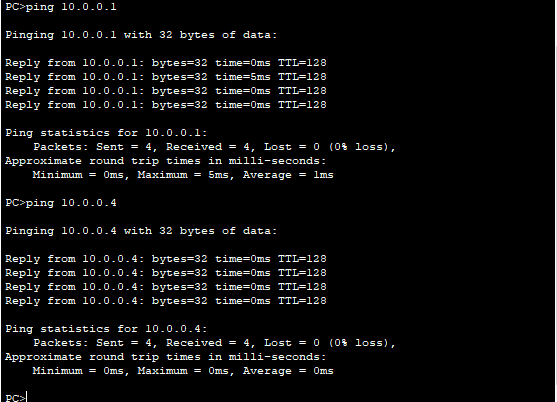 PC>ping 10.0.0.1
Pinging 10.0.0.1 with 32 bytes of data:
Reply from 10.0.0.1: bytes=32 time=0ms TTL=128
Reply from 10.0.0.1: bytes=32 time=5ms TTL=128
Reply from 10.0.0.1: bytes=32 time=0ms TTL=128
Reply from 10.0.0.1: bytes=32 time=0ms TTL=128
Ping statistics for 10.0.0.1:
    Packets: Sent = 4, Received = 4, Lost = 0 (0% loss),
Approximate round trip times in milli-seconds:
    Minimum = 0ms, Maximum = 5ms, Average = 1ms
PC>ping 10.0.0.4
Pinging 10.0.0.4 with 32 bytes of data:
Reply from 10.0.0.4: bytes=32 time=0ms TTL=128
Reply from 10.0.0.4: bytes=32 time=0ms TTL=128
Reply from 10.0.0.4: bytes=32 time=0ms TTL=128
Reply from 10.0.0.4: bytes=32 time=0ms TTL=128
Ping statistics for 10.0.0.4:
    Packets: Sent = 4, Received = 4, Lost = 0 (0% loss),
Approximate round trip times in milli-seconds:
    Minimum = 0ms, Maximum = 0ms, Average = 0ms
PC>